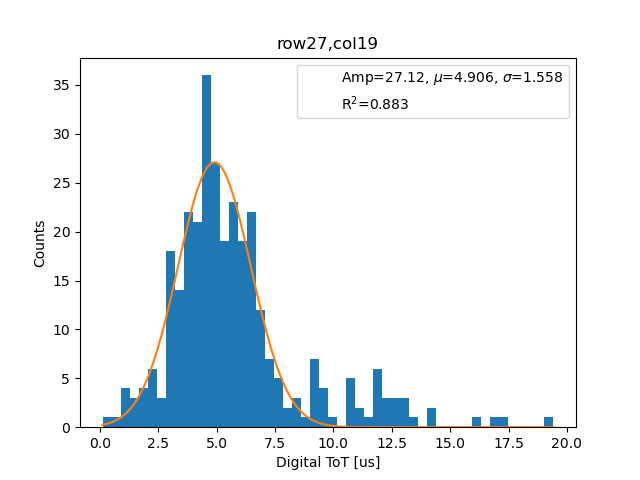 row27,col19
Amp=27.12, μ=4.906, σ=1.558
R²=0.883
35
30
25
20
15
10
5
0
Counts
0.0 2.5 5.0 7.5 10.0 12.5 15.0 17.5 20.0
Digital ToT [us]